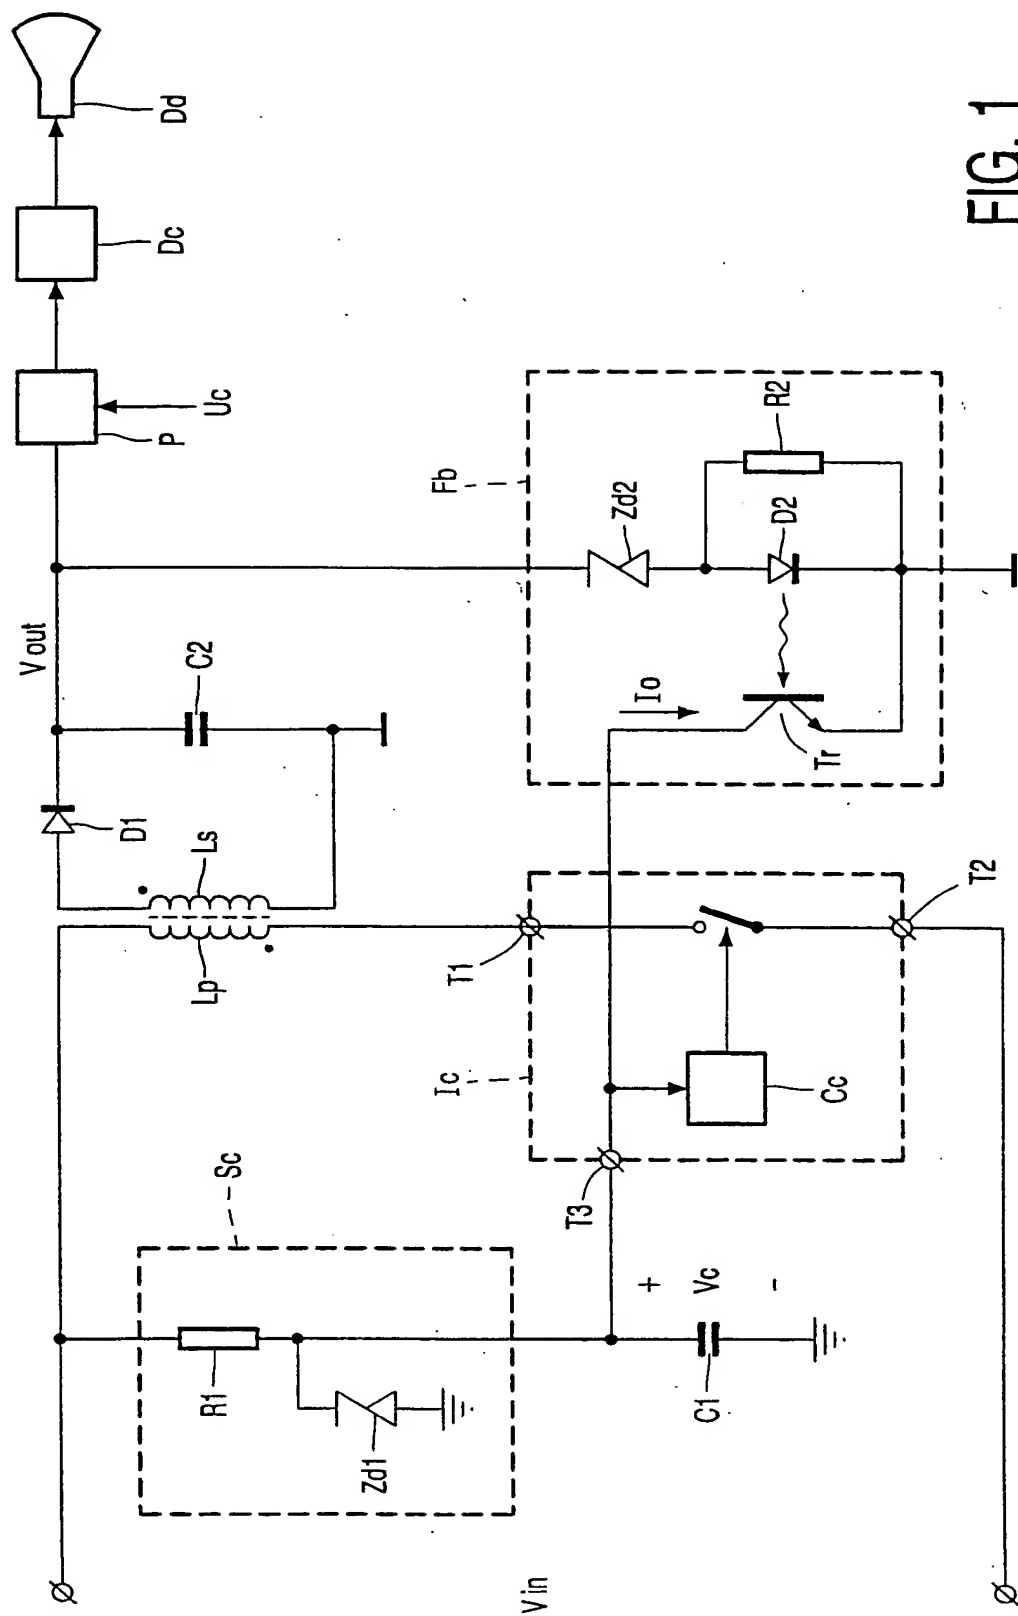 Dd
Dc
Uc
P
Vout
C2
D1
Ls
Lp
Fb
Zd2
R2
D2
Io
Tr
T1
T2
Ic
Cc
T3
Sc
R1
Zd1
+
Vc
-
C1
Vin
FIG. 1